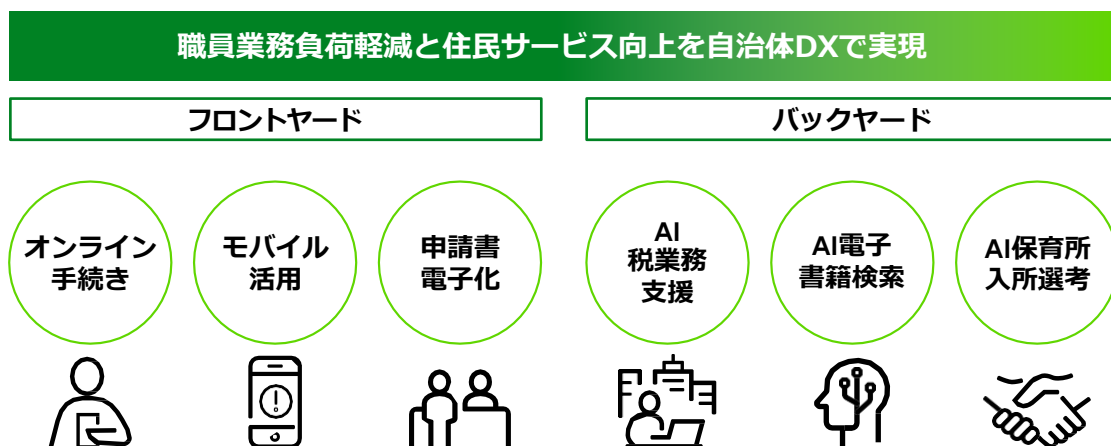 職員業務負荷軽減と住民サービス向上を自治体DXで実現
フロントヤード
バックヤード
オンライン
手続き
モバイル
活用
申請書
電子化
AI
税業務
支援
AI電子
書籍検索
AI保育所
入所選考